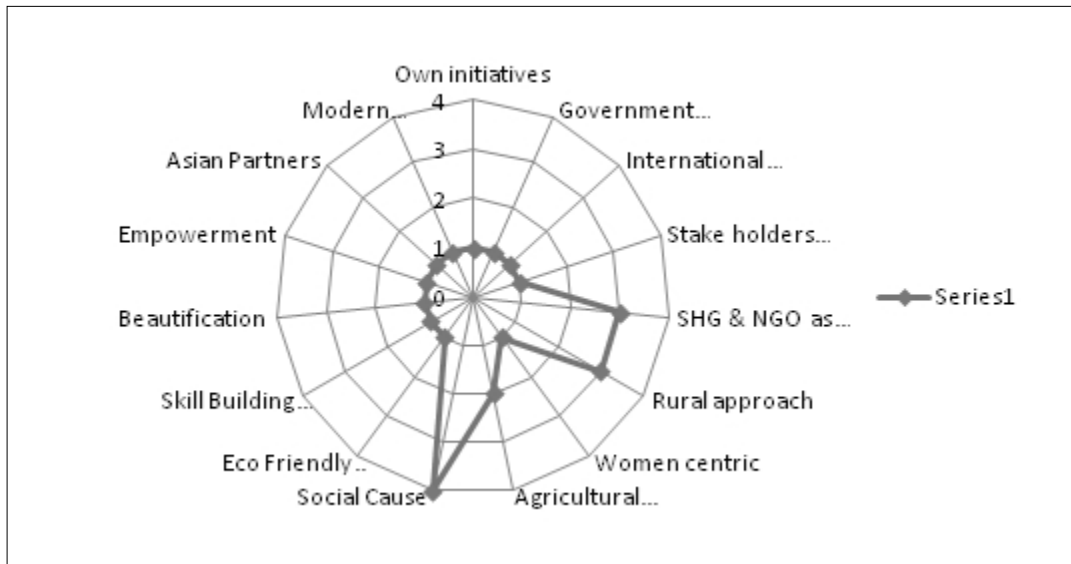 Own initiatives
Government...
International...
Stake holders...
SHG & NGO as...
Rural approach
Women centric
Agricultural...
Social Cause
Eco Friendly..
Skill Building...
Beautification
Empowerment
Asian Partners
Modern...
4
3
2
1
0
Series1